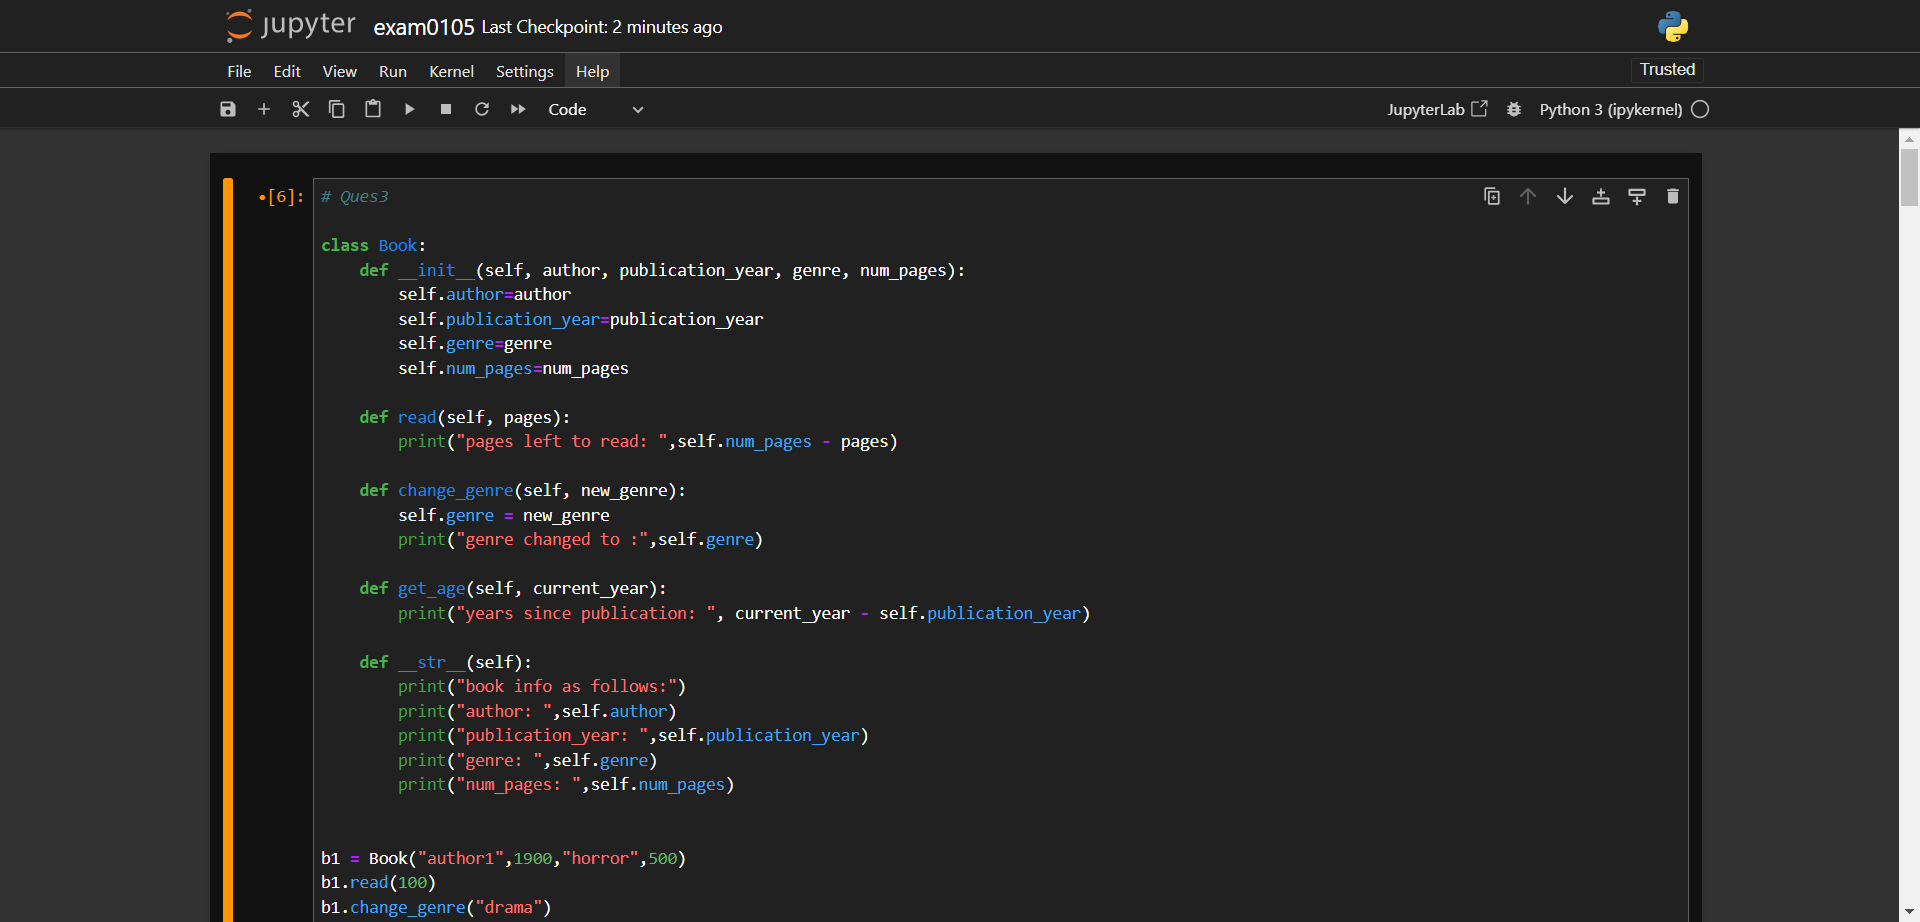 jupyter exam0105 Last Checkpoint: 2 minutes ago
File Edit View Run Kernel Settings Help Trusted
Code JupyterLab Python 3 (ipykernel)
•[6]: # Ques3
class Book:
    def __init__(self, author, publication_year, genre, num_pages):
        self.author=author
        self.publication_year=publication_year
        self.genre=genre
        self.num_pages=num_pages
    def read(self, pages):
        print("pages left to read: ",self.num_pages - pages)
    def change_genre(self, new_genre):
        self.genre = new_genre
        print("genre changed to :",self.genre)
    def get_age(self, current_year):
        print("years since publication: ", current_year - self.publication_year)
    def __str__(self):
        print("book info as follows:")
        print("author: ",self.author)
        print("publication_year: ",self.publication_year)
        print("genre: ",self.genre)
        print("num_pages: ",self.num_pages)
b1 = Book("author1",1900,"horror",500)
b1.read(100)
b1.change_genre("drama")